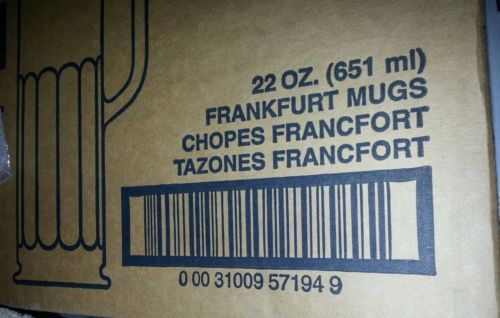 22 OZ. (651 ml)
FRANKFURT MUGS
CHOPES FRANCFORT
TAZONES FRANCFORT
0 00 31009 57194 9